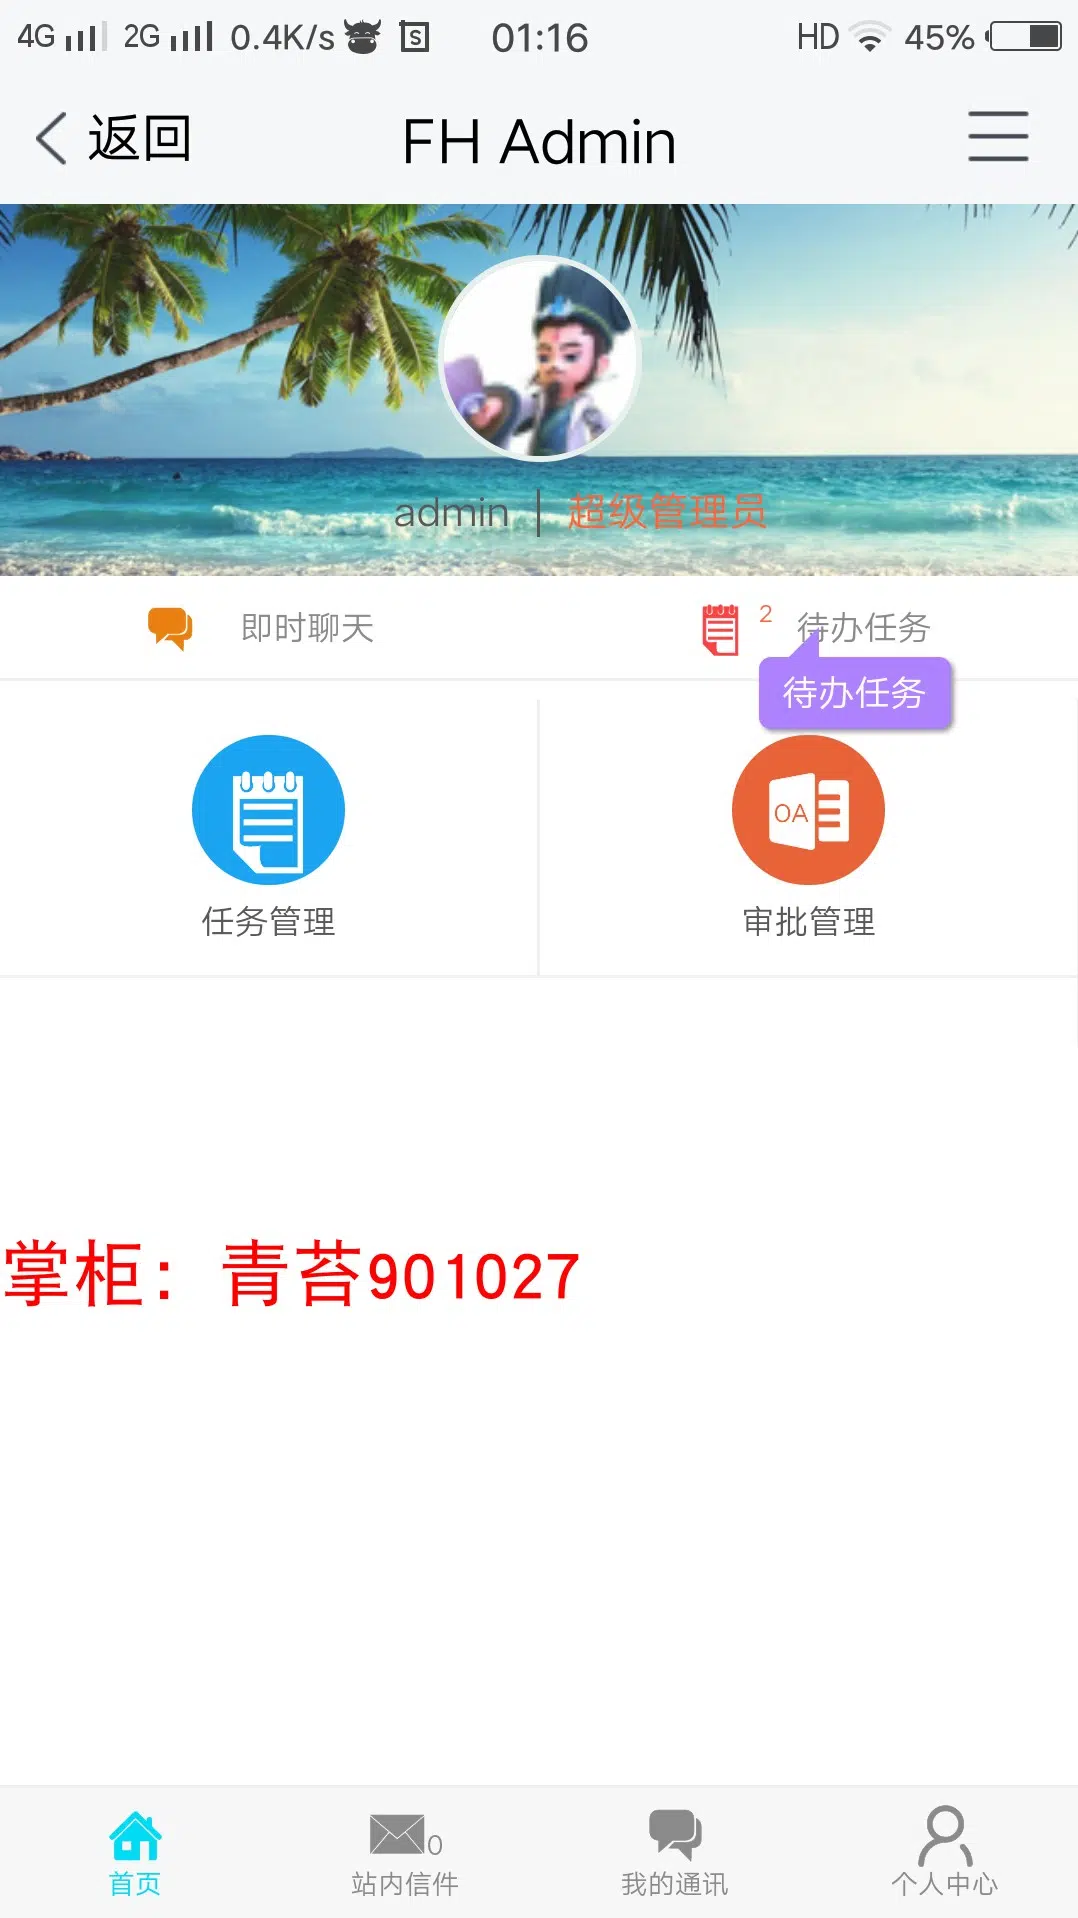 4G 2G 0.4K/s S 01:16 HD 45%
返回 FH Admin
admin | 超级管理员
即时聊天 2 待办任务
待办任务
OA
任务管理 审批管理
掌柜：青苔901027
0
首页 站内信件 我的通讯 个人中心